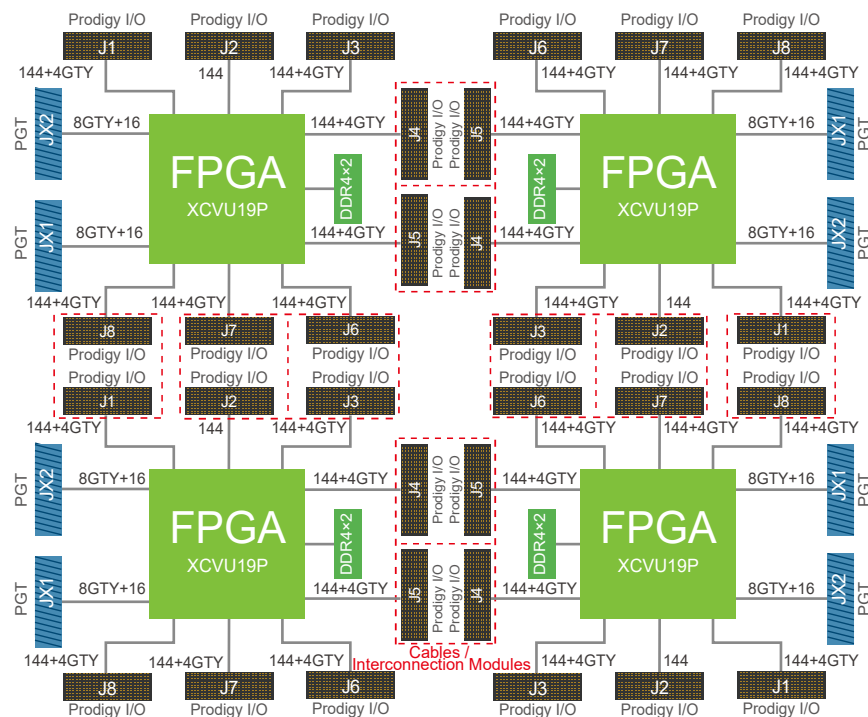 Prodigy I/O Prodigy I/O Prodigy I/O Prodigy I/O Prodigy I/O Prodigy I/O
J1 J2 J3 J6 J7 J8
144+4GTY 144 144+4GTY 144+4GTY 144+4GTY 144+4GTY
PGT JX2 8GTY+16 144+4GTY J4 Prodigy I/O Prodigy I/O J5 144+4GTY 8GTY+16 JX1 PGT
FPGA DDR4×2 DDR4×2 FPGA
XCVU19P XCVU19P
PGT JX1 8GTY+16 144+4GTY J5 Prodigy I/O Prodigy I/O J4 144+4GTY 8GTY+16 JX2 PGT
144+4GTY 144+4GTY 144+4GTY 144+4GTY 144 144+4GTY
J8 J7 J6 J3 J2 J1
Prodigy I/O Prodigy I/O Prodigy I/O Prodigy I/O Prodigy I/O Prodigy I/O
Prodigy I/O Prodigy I/O Prodigy I/O Prodigy I/O Prodigy I/O Prodigy I/O
J1 J2 J3 J6 J7 J8
144+4GTY 144 144+4GTY 144+4GTY 144+4GTY 144+4GTY
PGT JX2 8GTY+16 144+4GTY J4 Prodigy I/O Prodigy I/O J5 144+4GTY 8GTY+16 JX1 PGT
FPGA DDR4×2 DDR4×2 FPGA
XCVU19P XCVU19P
PGT JX1 8GTY+16 144+4GTY J5 Prodigy I/O Prodigy I/O J4 144+4GTY 8GTY+16 JX2 PGT
Cables /
Interconnection Modules
144+4GTY 144+4GTY 144+4GTY 144+4GTY 144 144+4GTY
J8 J7 J6 J3 J2 J1
Prodigy I/O Prodigy I/O Prodigy I/O Prodigy I/O Prodigy I/O Prodigy I/O